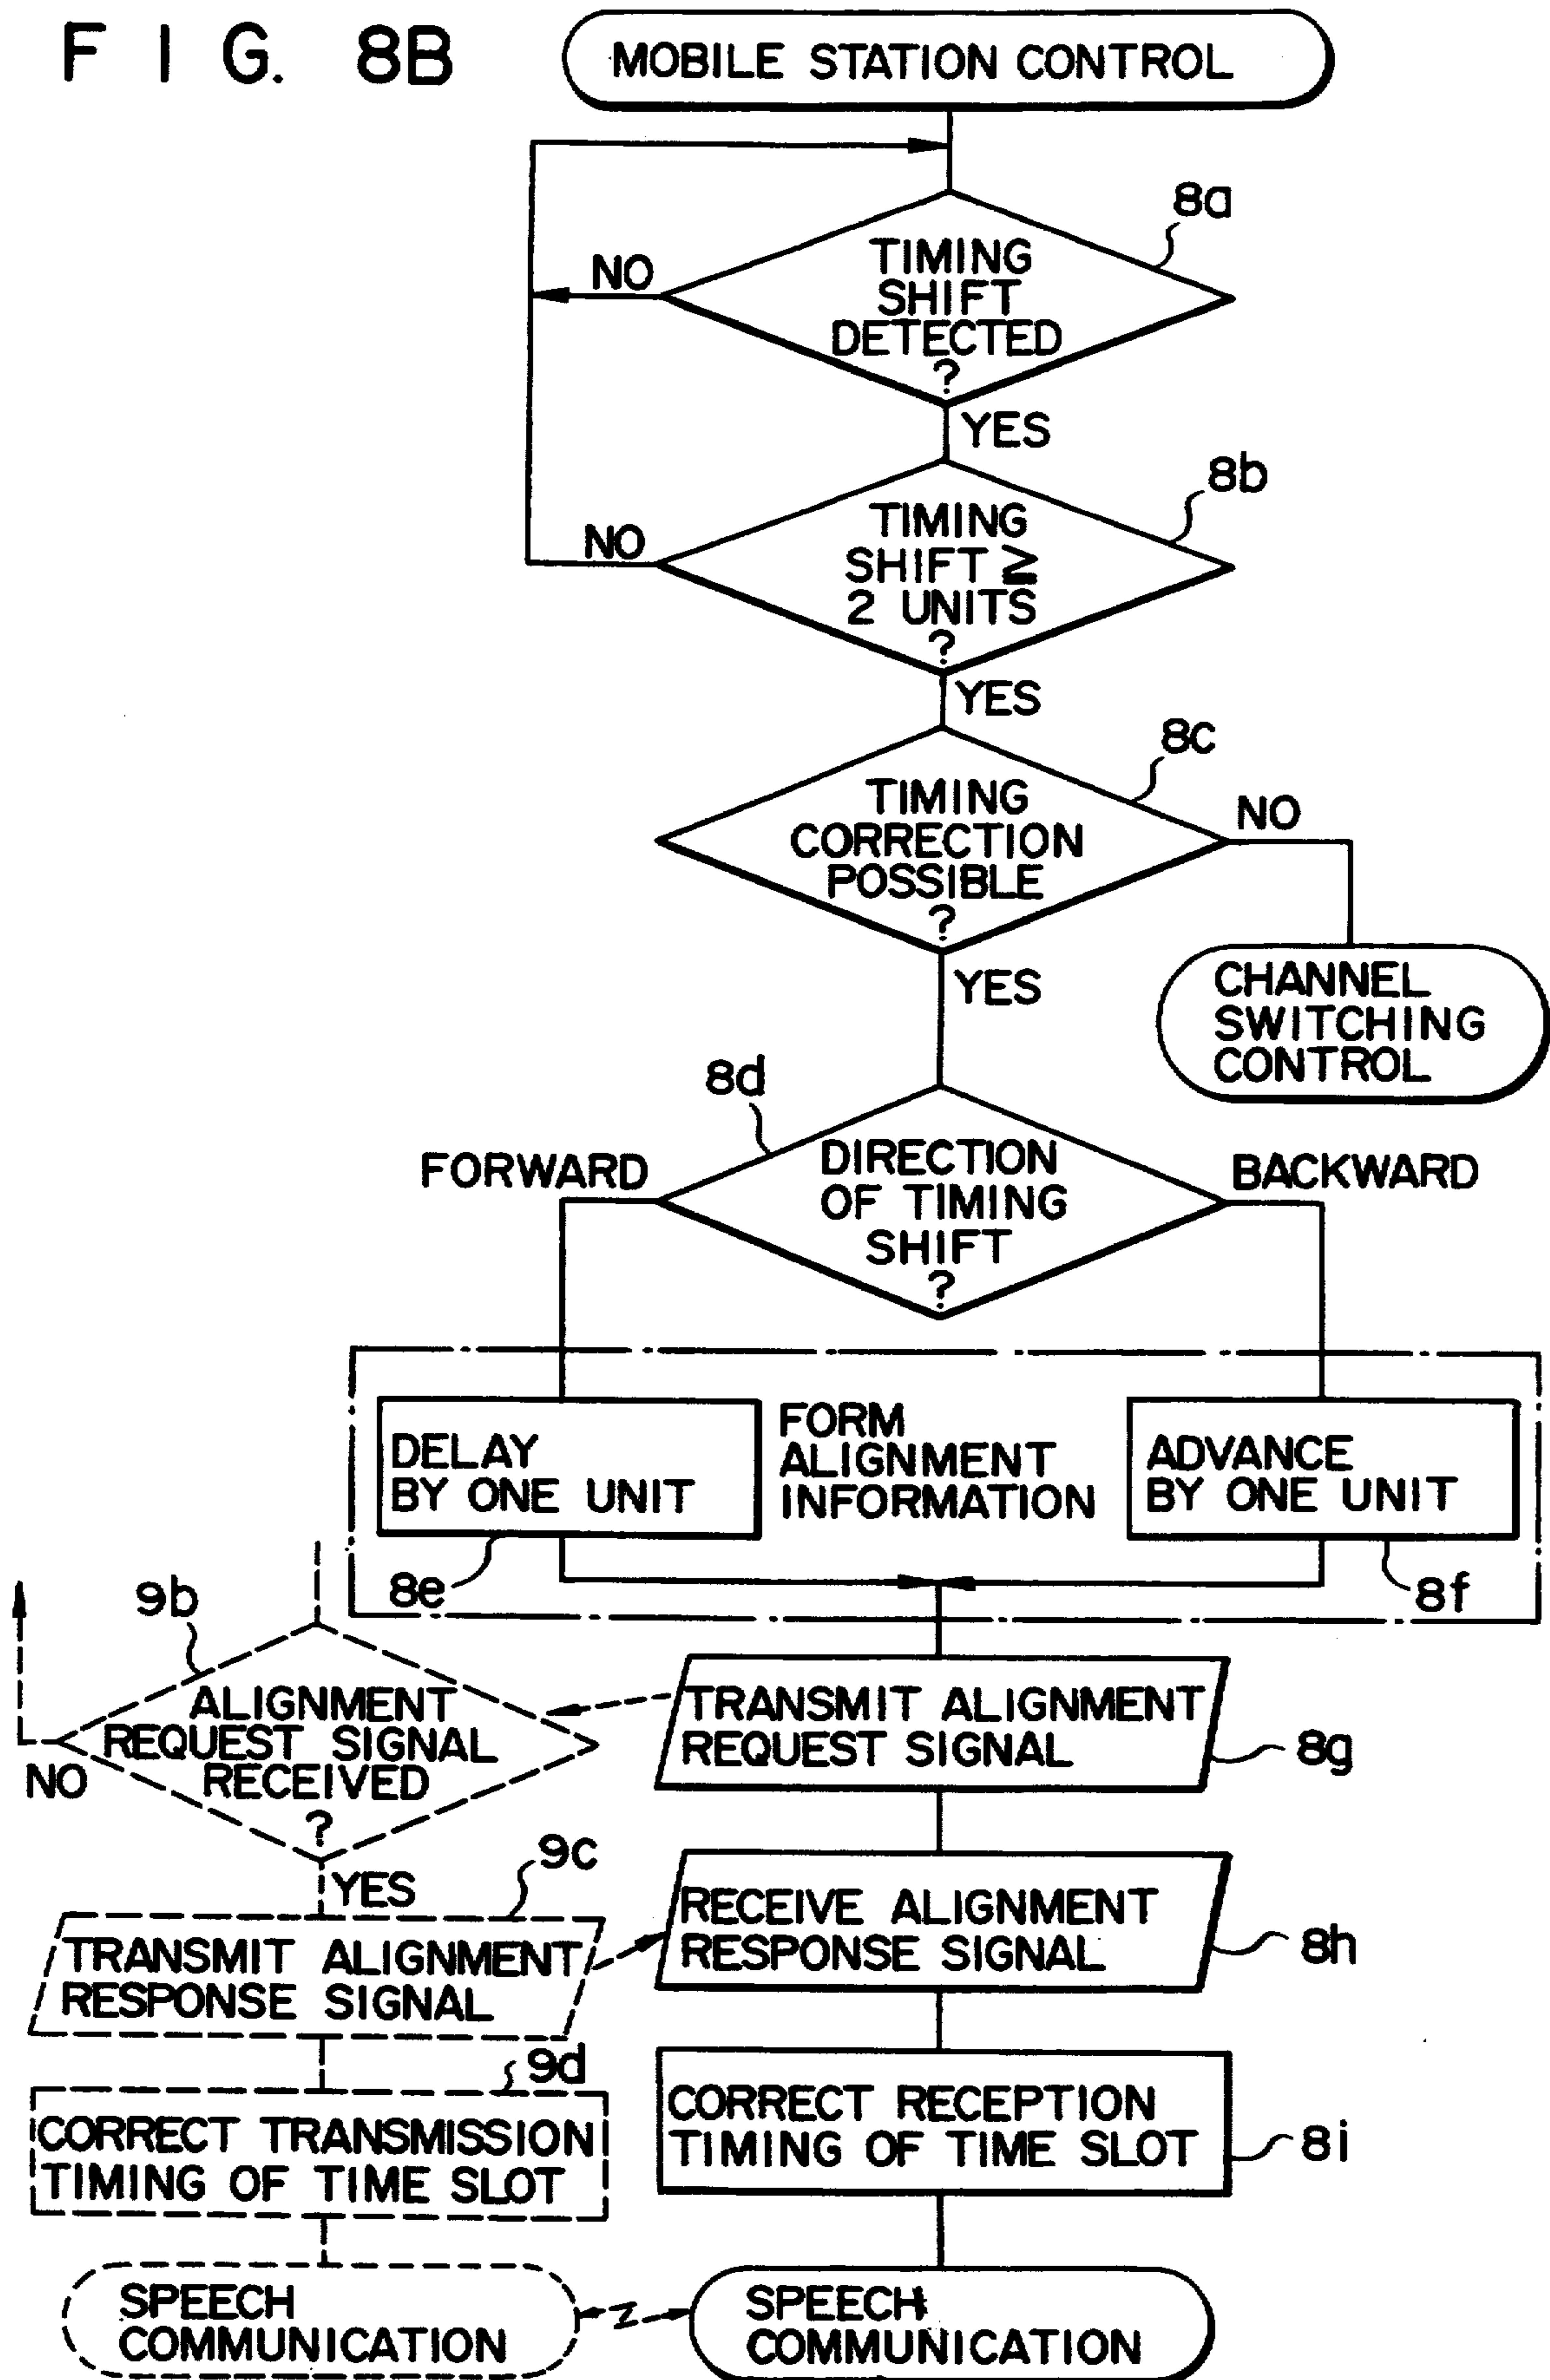 FIG. 8B
MOBILE STATION CONTROL
8a
TIMING
SHIFT
DETECTED
?
NO
YES
8b
TIMING
SHIFT ≧
2 UNITS
?
NO
YES
8c
TIMING
CORRECTION
POSSIBLE
?
NO
YES
CHANNEL
SWITCHING
CONTROL
8d
FORWARD
DIRECTION
OF TIMING
SHIFT
?
BACKWARD
DELAY
BY ONE UNIT
8e
FORM
ALIGNMENT
INFORMATION
ADVANCE
BY ONE UNIT
8f
9b
ALIGNMENT
REQUEST SIGNAL
RECEIVED
?
NO
YES
TRANSMIT ALIGNMENT
REQUEST SIGNAL
8g
9c
TRANSMIT ALIGNMENT
RESPONSE SIGNAL
RECEIVE ALIGNMENT
RESPONSE SIGNAL
8h
9d
CORRECT TRANSMISSION
TIMING OF TIME SLOT
CORRECT RECEPTION
TIMING OF TIME SLOT
8i
SPEECH
COMMUNICATION
SPEECH
COMMUNICATION